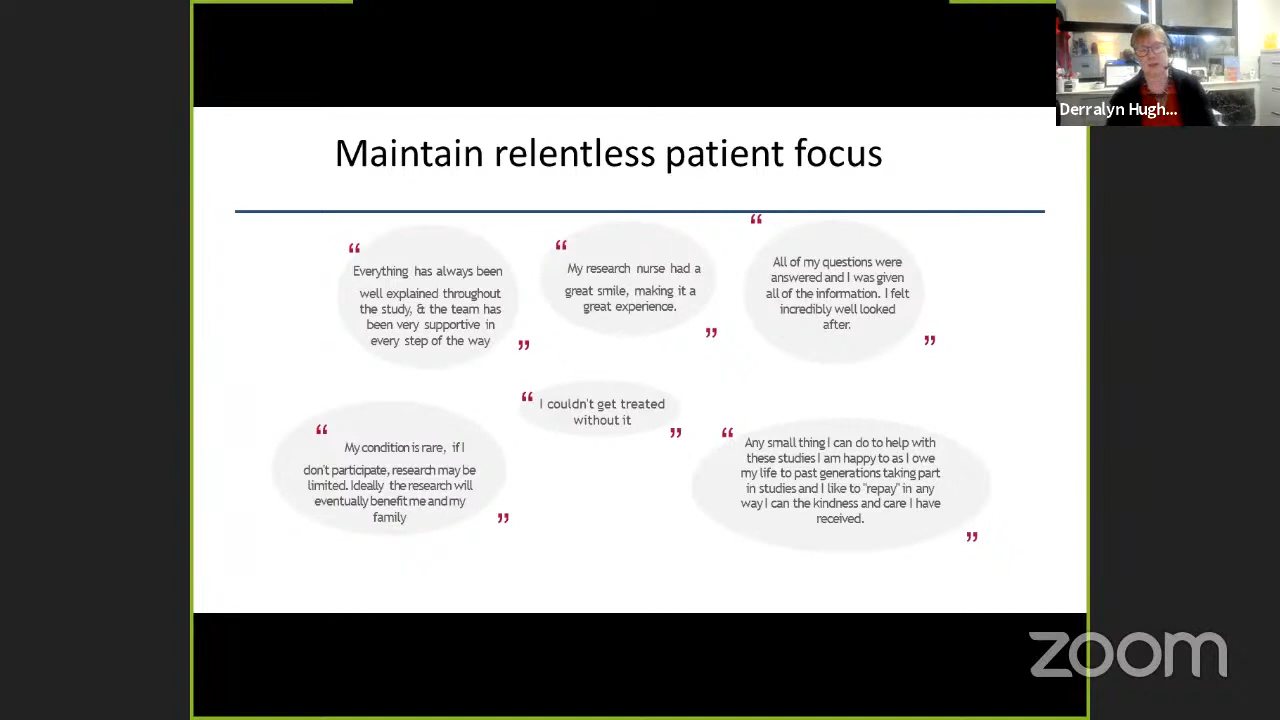 Derralyn Hugh...
Maintain relentless patient focus
“
Everything has always been
well explained throughout
the study, & the team has
been very supportive in
every step of the way
”
“
My research nurse had a
great smile, making it a
great experience.
”
“
All of my questions were
answered and I was given
all of the information. I felt
incredibly well looked
after.
”
“
My condition is rare, if I
don't participate, research may be
limited. Ideally the research will
eventually benefit me and my
family
”
“ I couldn't get treated
without it
”
“ Any small thing I can do to help with
these studies I am happy to as I owe
my life to past generations taking part
in studies and I like to "repay" in any
way I can the kindness and care I have
received.
”
zoom